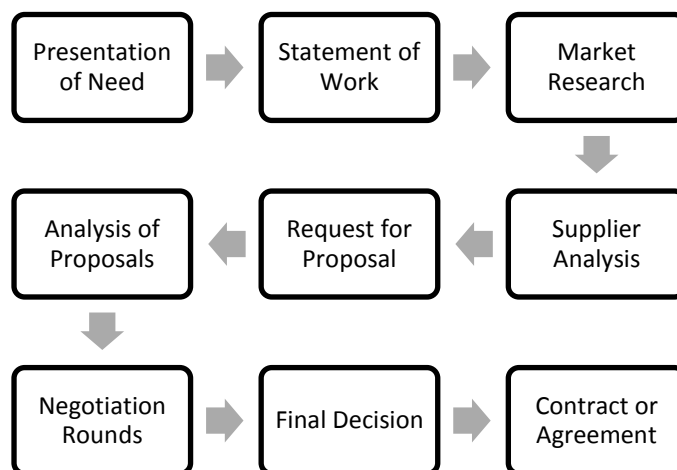 Presentation
of Need
Statement of
Work
Market
Research
Supplier
Analysis
Request for
Proposal
Analysis of
Proposals
Negotiation
Rounds
Final Decision
Contract or
Agreement